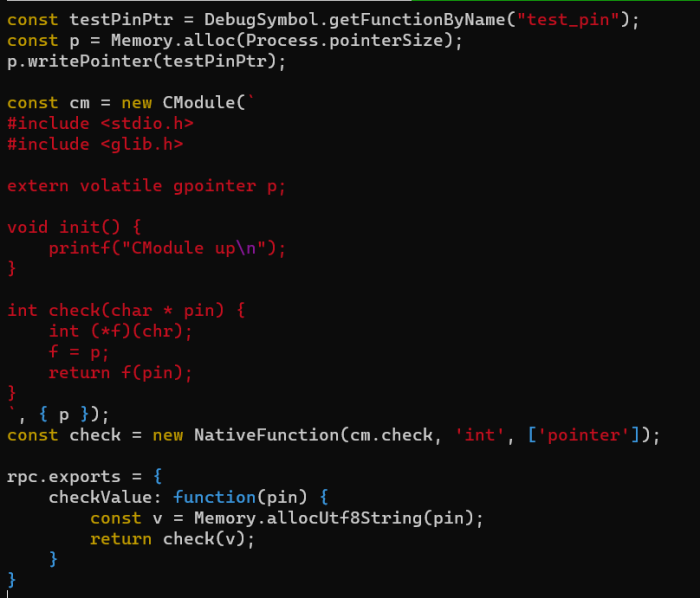 const testPinPtr = DebugSymbol.getFunctionByName("test_pin");
const p = Memory.alloc(Process.pointerSize);
p.writePointer(testPinPtr);

const cm = new CModule(`
#include <stdio.h>
#include <glib.h>

extern volatile gpointer p;

void init() {
    printf("CModule up\n");
}

int check(char * pin) {
    int (*f)(chr);
    f = p;
    return f(pin);
}
`, { p });
const check = new NativeFunction(cm.check, 'int', ['pointer']);

rpc.exports = {
    checkValue: function(pin) {
        const v = Memory.allocUtf8String(pin);
        return check(v);
    }
}